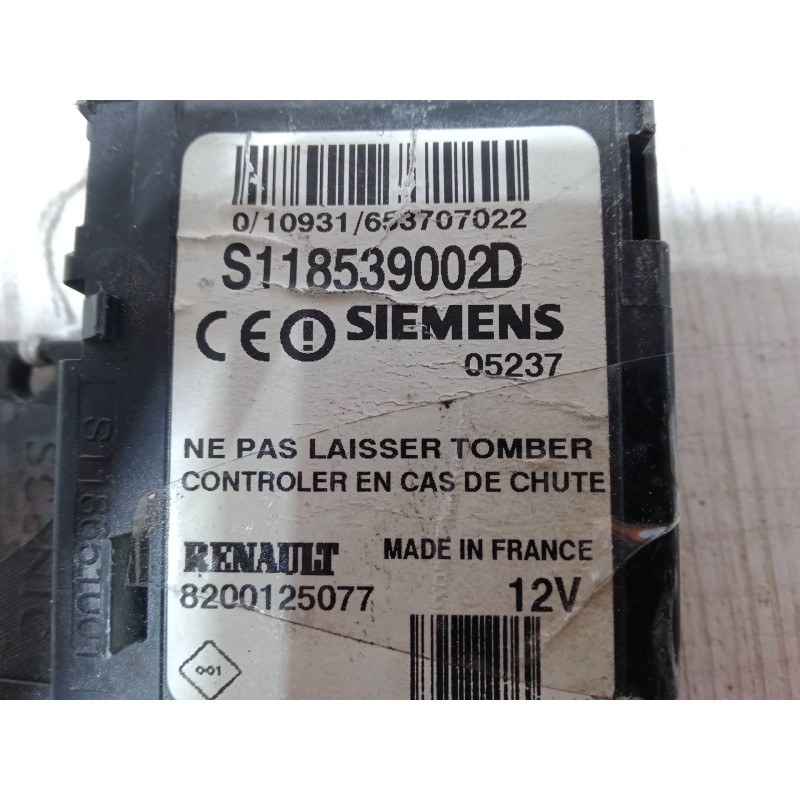 0/10931/653707022
S118539002D
CE SIEMENS
05237
NE PAS LAISSER TOMBER
CONTROLER EN CAS DE CHUTE
RENAULT MADE IN FRANCE
8200125077 12V
001